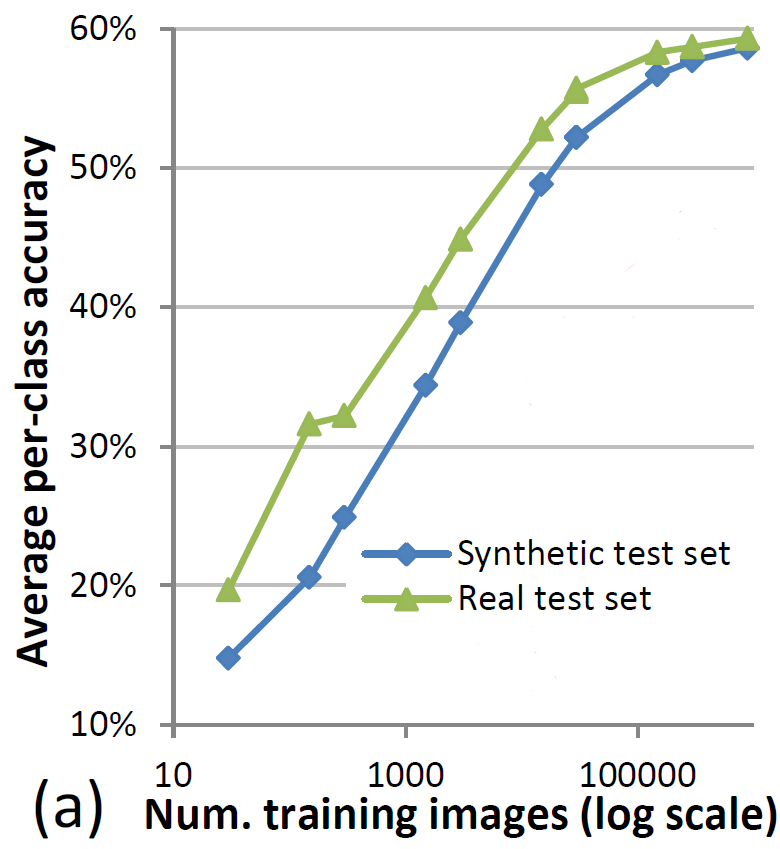 60%
50%
40%
30%
20%
10%
Average per-class accuracy
Synthetic test set
Real test set
10 1000 100000
(a) Num. training images (log scale)